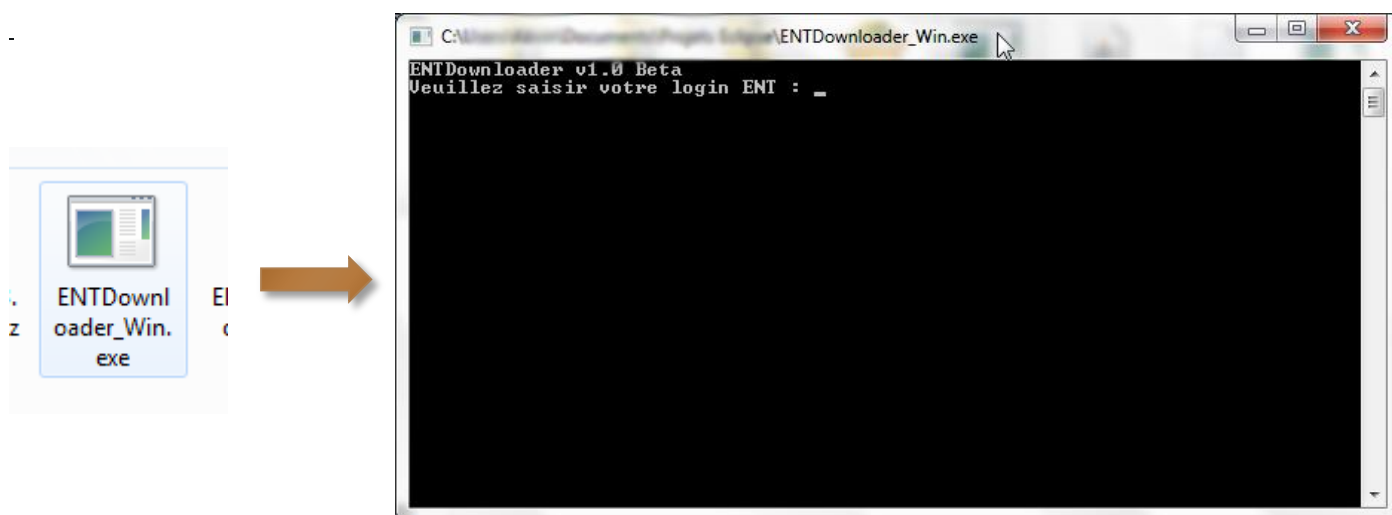 C:\ \ENTDownloader_Win.exe
ENTDownloader v1.0 Beta
Veuillez saisir votre login ENT : _
ENTDownl
oader_Win.
exe